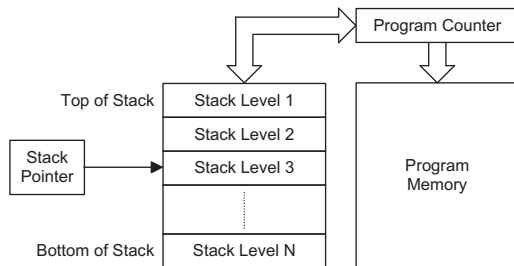 Program Counter
Top of Stack
Stack Level 1
Stack Level 2
Stack
Pointer
Stack Level 3
Program
Memory
Bottom of Stack
Stack Level N